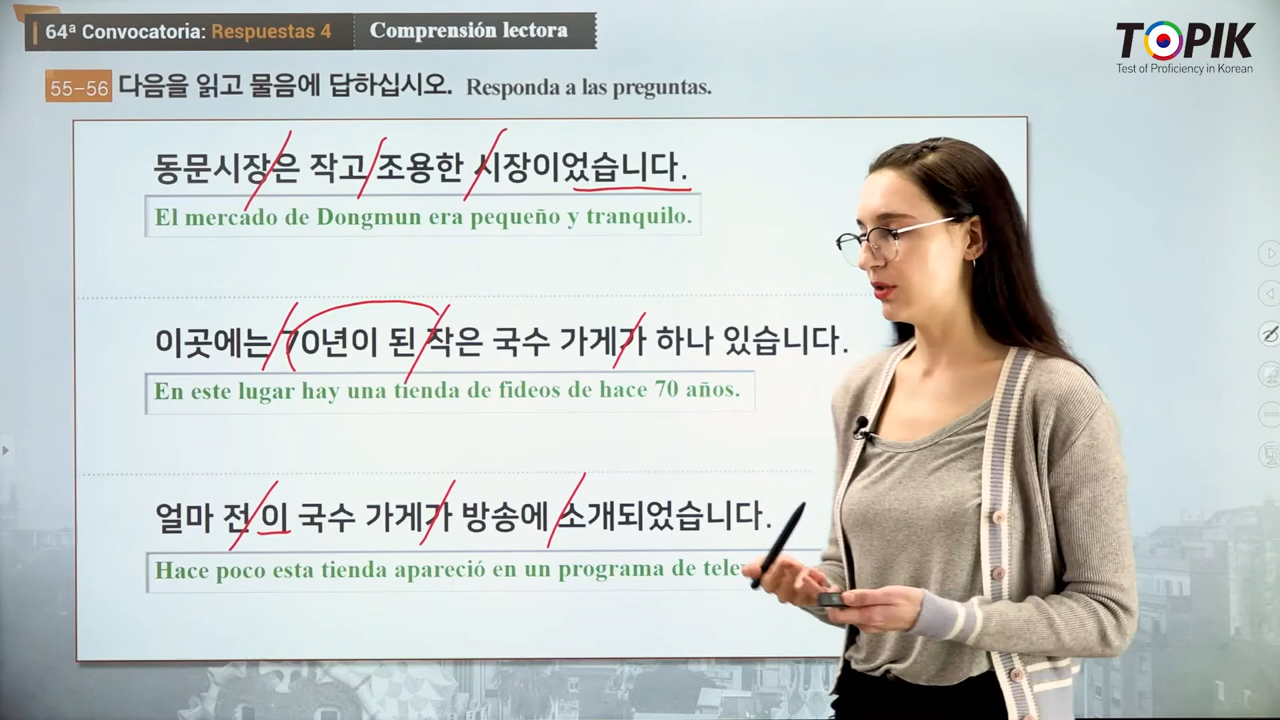 64ª Convocatoria: Respuestas 4 Comprensión lectora
TOPIK
Test of Proficiency in Korean
55-56 다음을 읽고 물음에 답하십시오. Responda a las preguntas.
동문시장은 작고 조용한 시장이었습니다.
El mercado de Dongmun era pequeño y tranquilo.
이곳에는 70년이 된 작은 국수 가게가 하나 있습니다.
En este lugar hay una tienda de fideos de hace 70 años.
얼마 전 이 국수 가게가 방송에 소개되었습니다.
Hace poco esta tienda apareció en un programa de